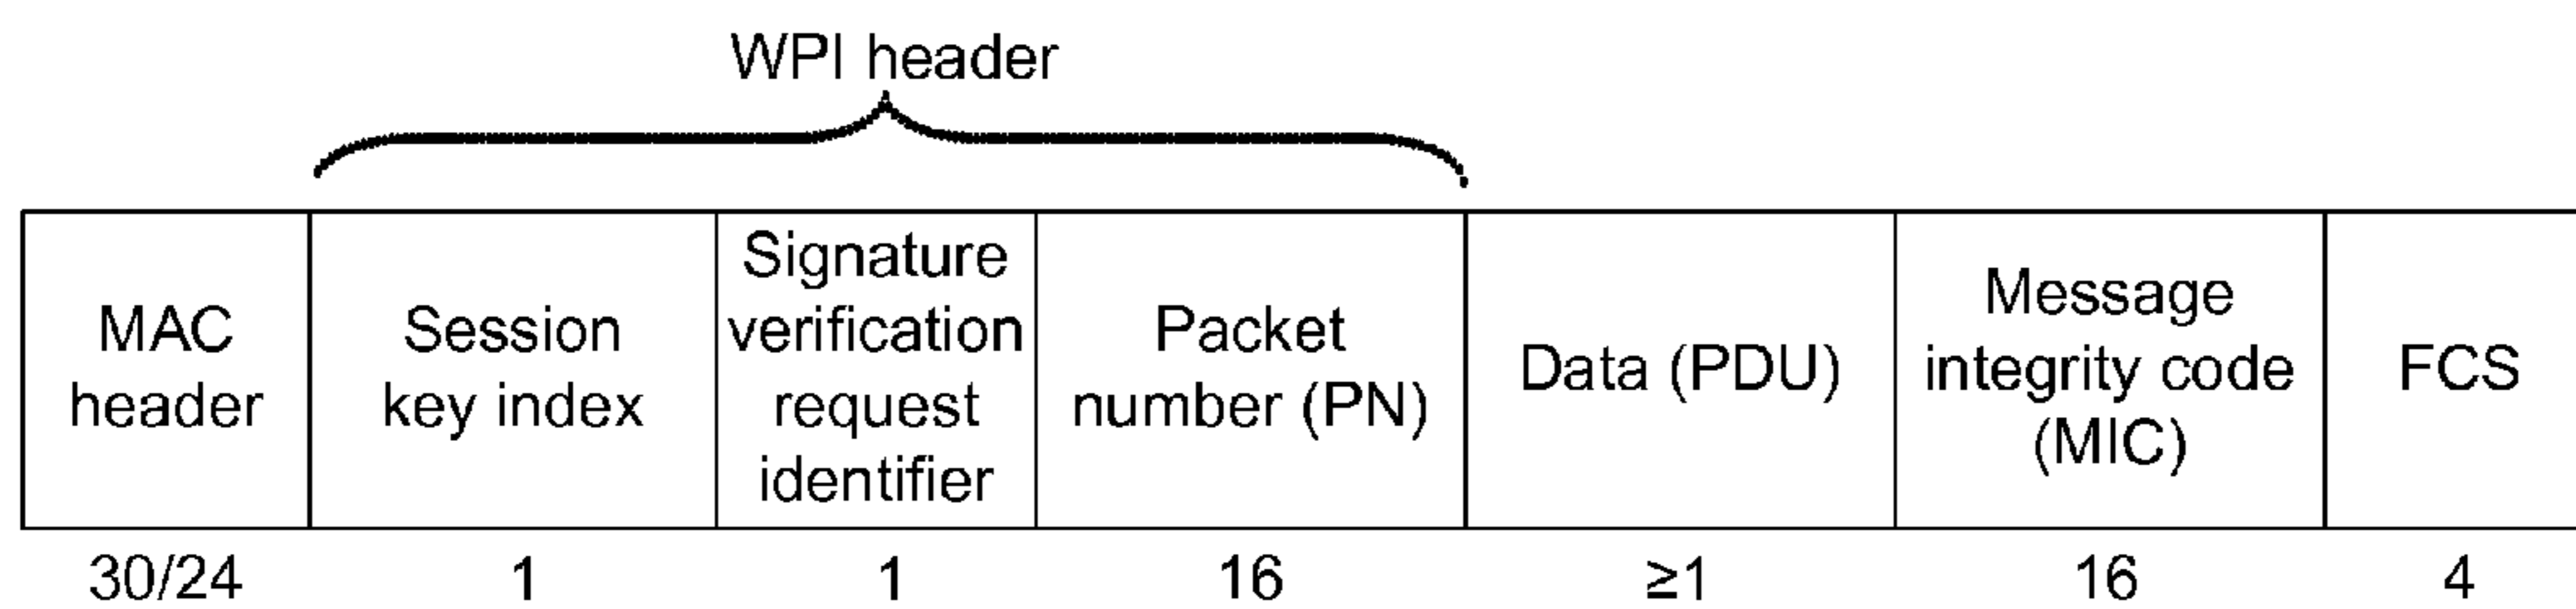 WPI header
MAC
header
Session
key index
Signature
verification
request
identifier
Packet
number (PN)
Data (PDU)
Message
integrity code
(MIC)
FCS
30/24
1
1
16
≥1
16
4